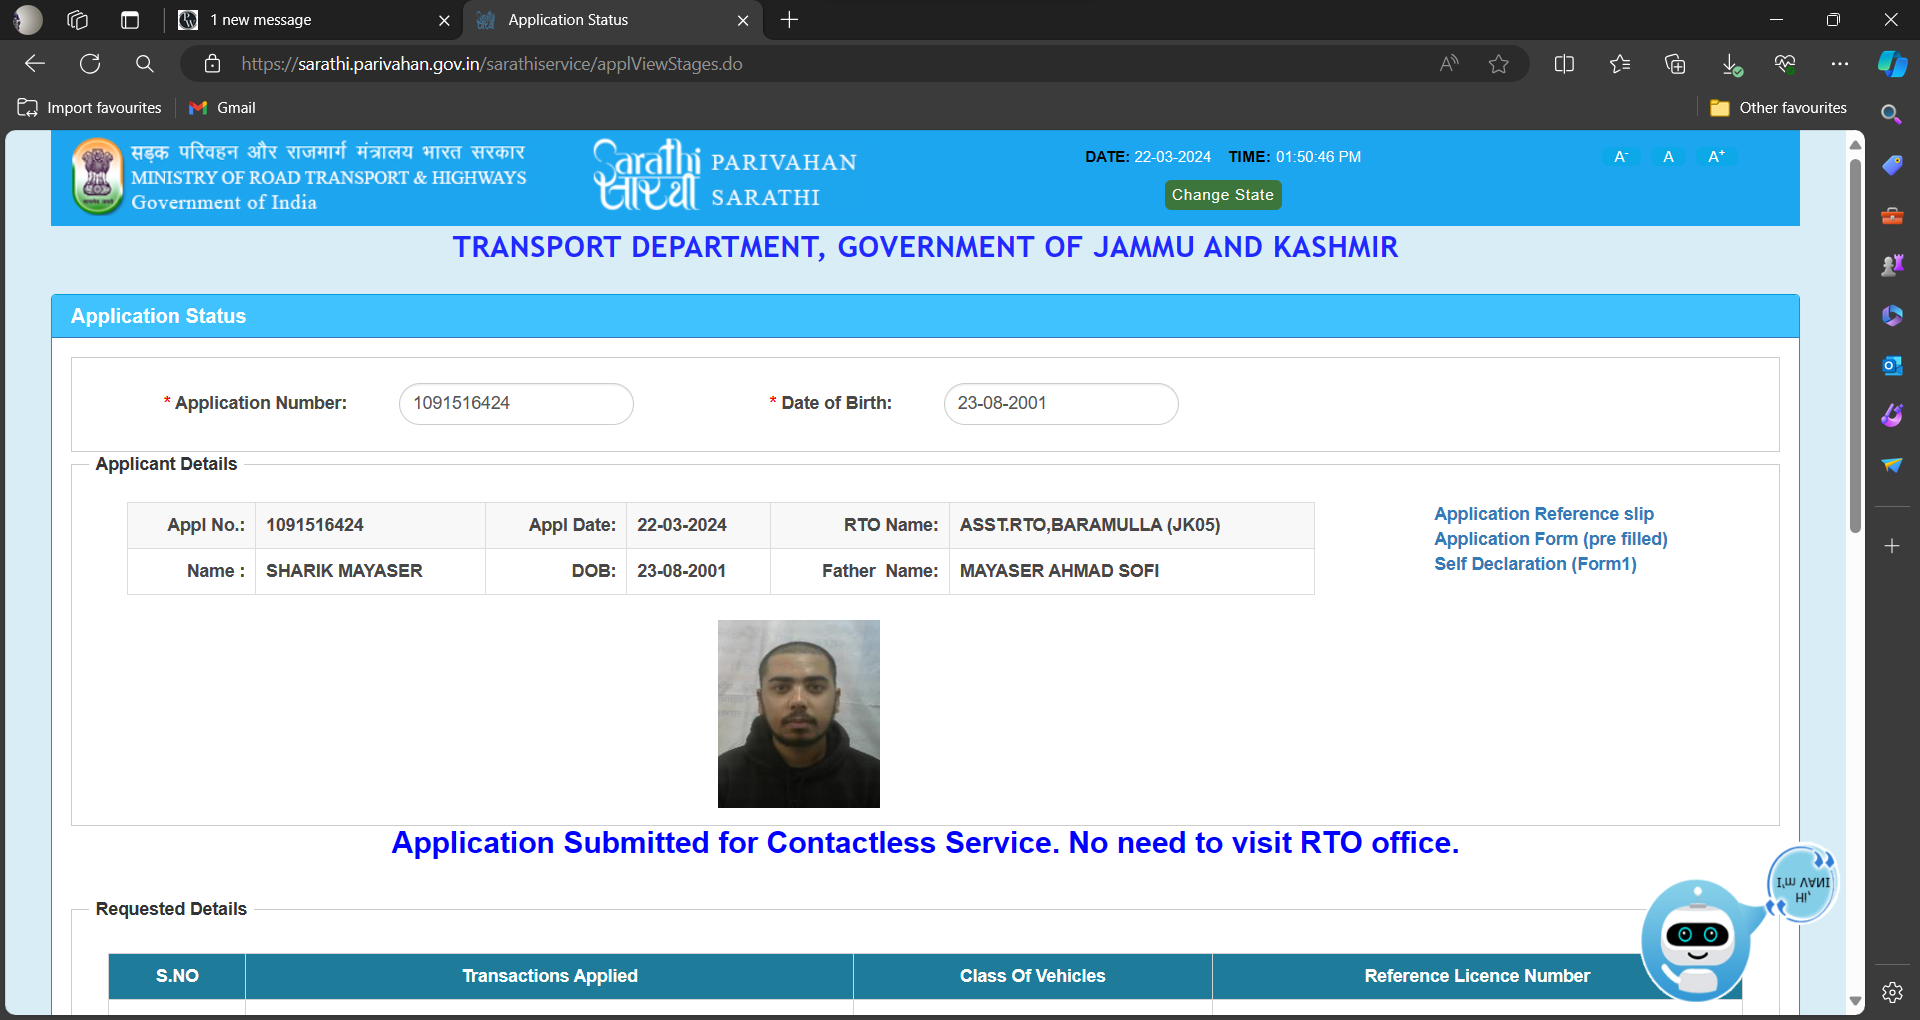 1 new message
Application Status
https://sarathi.parivahan.gov.in/sarathiservice/applViewStages.do
Import favourites
Gmail
Other favourites
सड़क परिवहन और राजमार्ग मंत्रालय भारत सरकार
MINISTRY OF ROAD TRANSPORT & HIGHWAYS
Government of India
Sarathi
सारथी
PARIVAHAN
SARATHI
DATE: 22-03-2024 TIME: 01:50:46 PM
Change State
A- A A+
TRANSPORT DEPARTMENT, GOVERNMENT OF JAMMU AND KASHMIR
Application Status
* Application Number: 1091516424 * Date of Birth: 23-08-2001
Applicant Details
Appl No.: 1091516424 Appl Date: 22-03-2024 RTO Name: ASST.RTO,BARAMULLA (JK05)
Name : SHARIK MAYASER DOB: 23-08-2001 Father Name: MAYASER AHMAD SOFI
Application Reference slip
Application Form (pre filled)
Self Declaration (Form1)
Application Submitted for Contactless Service. No need to visit RTO office.
Hi,
I'm VANI
Requested Details
S.NO Transactions Applied Class Of Vehicles Reference Licence Number